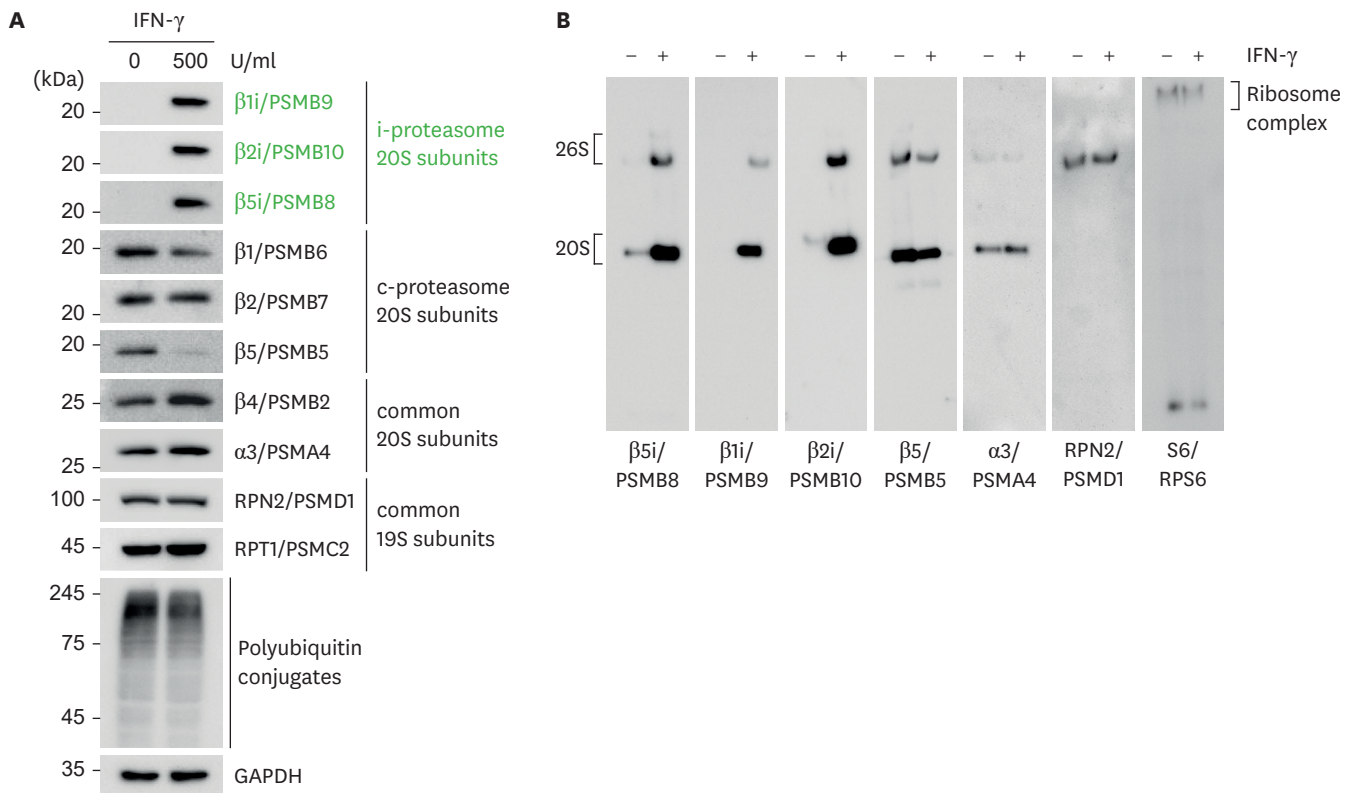 A
IFN-γ
0 500 U/ml
(kDa)
20
β1i/PSMB9
20
β2i/PSMB10
20
β5i/PSMB8
i-proteasome
20S subunits
20
β1/PSMB6
20
β2/PSMB7
20
β5/PSMB5
c-proteasome
20S subunits
25
β4/PSMB2
25
α3/PSMA4
common
20S subunits
100
RPN2/PSMD1
45
RPT1/PSMC2
common
19S subunits
245
75
45
Polyubiquitin
conjugates
35
GAPDH
B
− + − + − + − + − + − + − + IFN-γ
Ribosome
complex
26S
20S
β5i/
PSMB8
β1i/
PSMB9
β2i/
PSMB10
β5/
PSMB5
α3/
PSMA4
RPN2/
PSMD1
S6/
RPS6